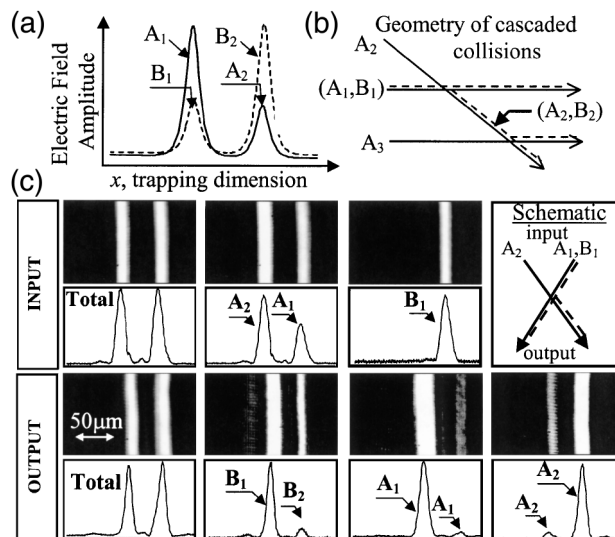 (a)
A1
B2
B1
A2
Electric Field
Amplitude
x, trapping dimension
(b)
Geometry of cascaded
collisions
A2
(A1,B1)
(A2,B2)
A3
(c)
INPUT
Total
A2
A1
B1
Schematic
input
A2
A1,B1
output
OUTPUT
50μm
Total
B1
B2
A1
A1
A2
A2